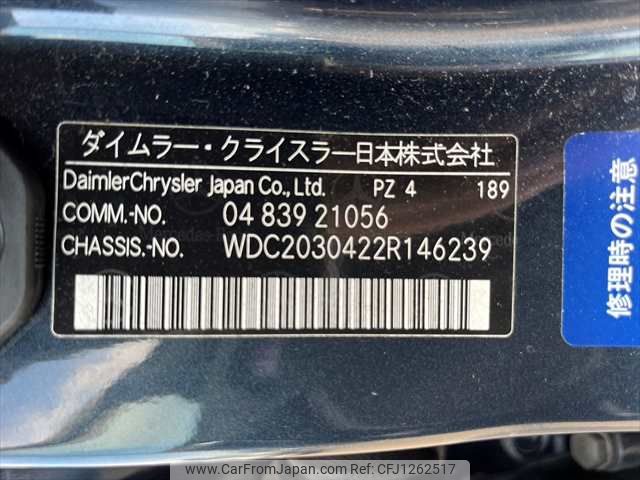 ダイムラー・クライスラー日本株式会社
DaimlerChrysler Japan Co., Ltd. PZ 4 189
COMM.-NO. 04 839 21056
CHASSIS.-NO. WDC2030422R146239
修理時の注意
www.CarFromJapan.com | © CarFromJapan | CFJ1262517